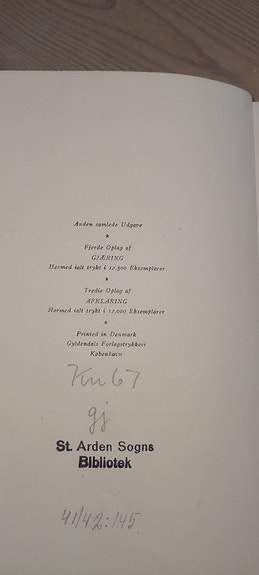 Anden samlede Udgave
*
Fjerde Oplag af
GJÆRING
Hermed ialt trykt i 12.500 Eksemplarer
*
Tredie Oplag af
AFKLARING
Hermed ialt trykt i 12.000 Eksemplarer
*
Printed in Denmark
Gyldendals Forlagstrykkeri
København
Kn 67
gj
St. Arden Sogns
Bibliotek
41/42:145